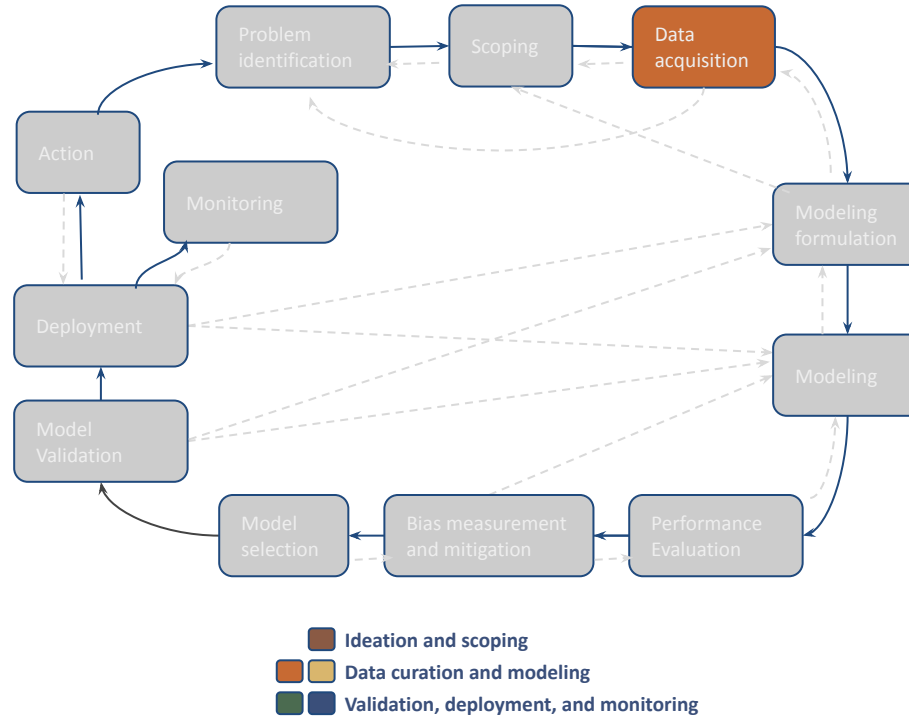 Problem
identification
Scoping
Data
acquisition
Action
Monitoring
Modeling
formulation
Deployment
Modeling
Model
Validation
Model
selection
Bias measurement
and mitigation
Performance
Evaluation
Ideation and scoping
Data curation and modeling
Validation, deployment, and monitoring